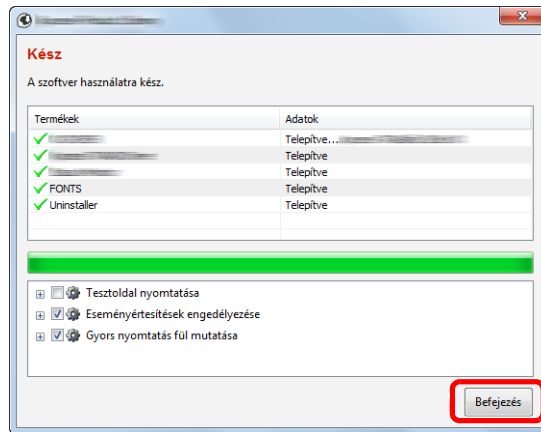 Kész
A szoftver használatra kész.
Termékek Adatok
Telepítve...
Telepítve
Telepítve
FONTS Telepítve
Uninstaller Telepítve
Tesztoldal nyomtatása
Eseményértesítések engedélyezése
Gyors nyomtatás fül mutatása
Befejezés